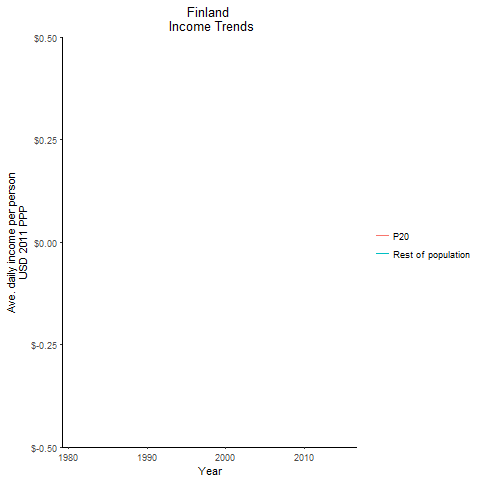 Finland
Income Trends
$0.50
$0.25
$0.00
$-0.25
$-0.50
Ave. daily income per person
USD 2011 PPP
1980
1990
2000
2010
Year
P20
Rest of population